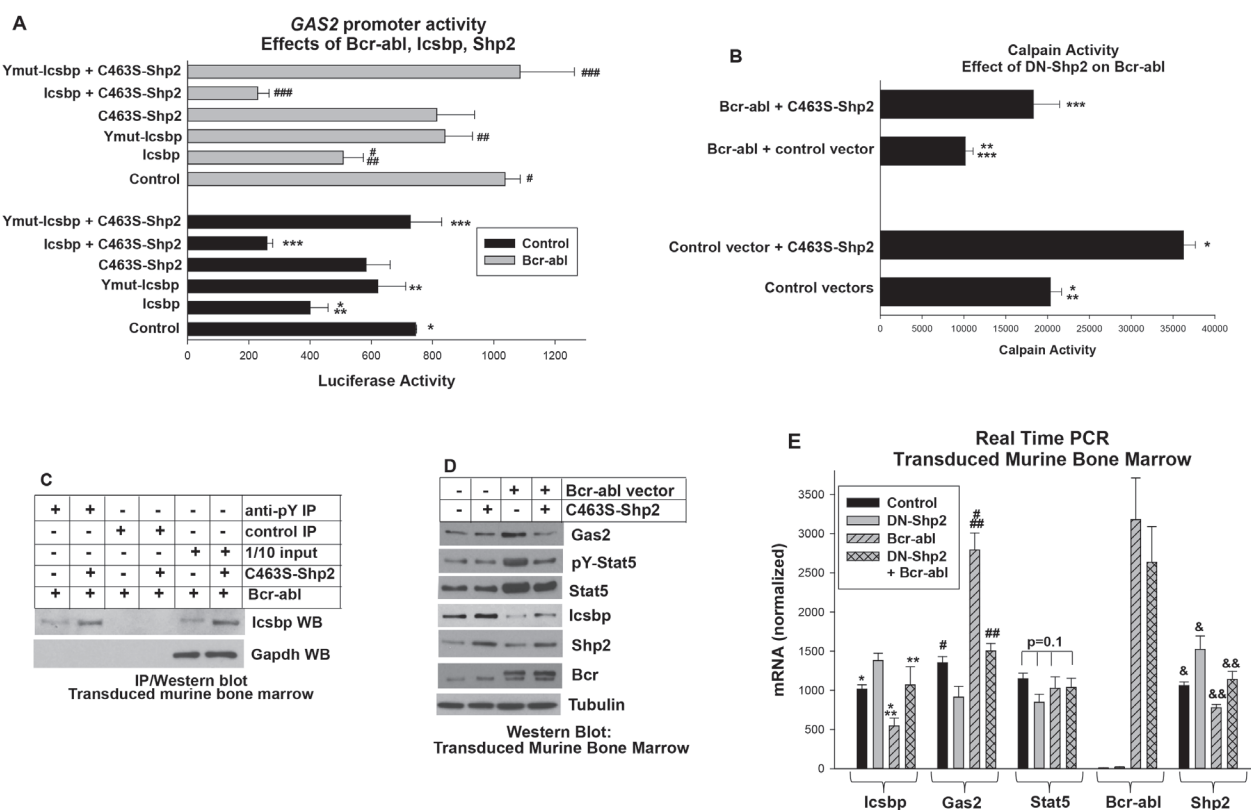 A
GAS2 promoter activity
Effects of Bcr-abl, Icsbp, Shp2
Ymut-Icsbp + C463S-Shp2
###
Icsbp + C463S-Shp2
###
C463S-Shp2
Ymut-Icsbp
##
Icsbp
#
##
Control
#
Ymut-Icsbp + C463S-Shp2
***
Icsbp + C463S-Shp2
***
C463S-Shp2
Ymut-Icsbp
**
Icsbp
*
**
Control
*
Control
Bcr-abl
0 200 400 600 800 1000 1200
Luciferase Activity
B
Calpain Activity
Effect of DN-Shp2 on Bcr-abl
Bcr-abl + C463S-Shp2
***
Bcr-abl + control vector
**
***
Control vector + C463S-Shp2
*
Control vectors
*
**
0 5000 10000 15000 20000 25000 30000 35000 40000
Calpain Activity
C
+ + - - - - anti-pY IP
- - + + - - control IP
- - - - + + 1/10 input
- + - + - + C463S-Shp2
+ + + + + + Bcr-abl
Icsbp WB
Gapdh WB
IP/Western blot
Transduced murine bone marrow
D
- - + + Bcr-abl vector
- + - + C463S-Shp2
Gas2
pY-Stat5
Stat5
Icsbp
Shp2
Bcr
Tubulin
Western Blot:
Transduced Murine Bone Marrow
E
Real Time PCR
Transduced Murine Bone Marrow
mRNA (normalized)
3500
3000
2500
2000
1500
1000
500
0
Control
DN-Shp2
Bcr-abl
DN-Shp2
+ Bcr-abl
*
*
**
**
#
#
##
##
p=0.1
&
&
&&
&&
Icsbp Gas2 Stat5 Bcr-abl Shp2